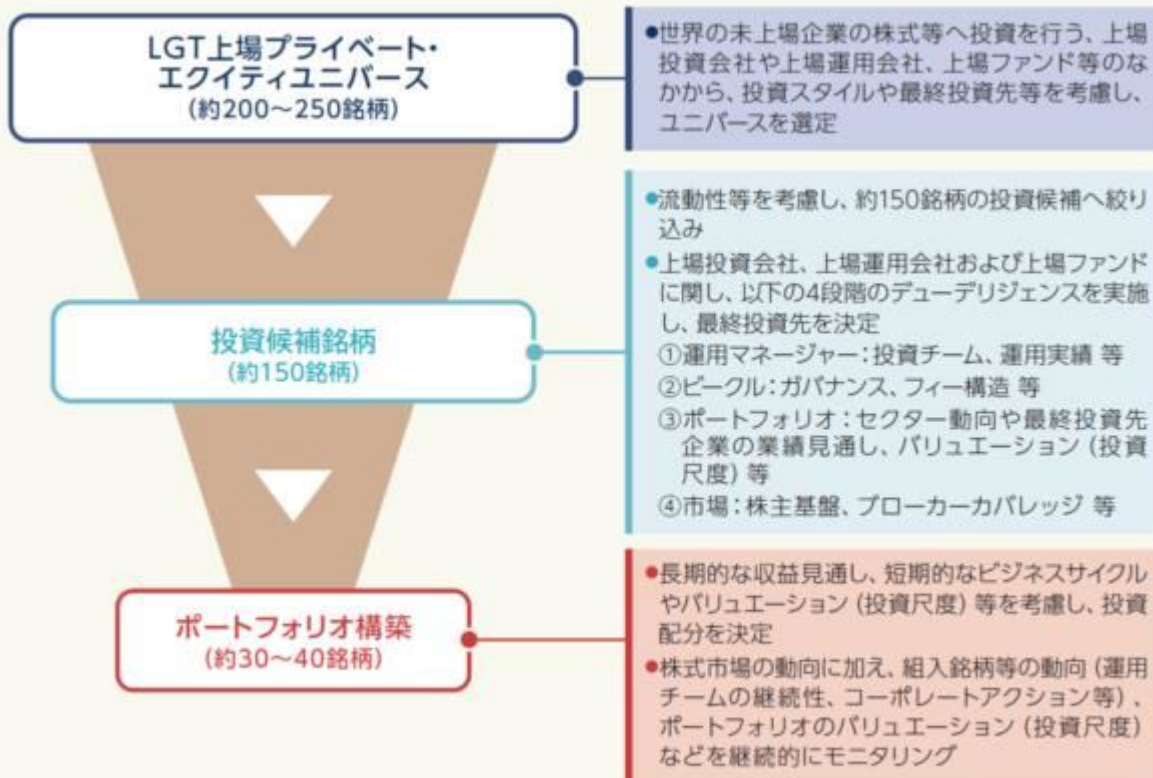 LGT上場プライベート・
エクイティユニバース
(約200～250銘柄)
●世界の未上場企業の株式等へ投資を行う、上場
投資会社や上場運用会社、上場ファンド等のな
かから、投資スタイルや最終投資先等を考慮し、
ユニバースを選定
投資候補銘柄
(約150銘柄)
●流動性等を考慮し、約150銘柄の投資候補へ絞り
込み
●上場投資会社、上場運用会社および上場ファンド
に関し、以下の4段階のデューデリジェンスを実施
し、最終投資先を決定
①運用マネージャー：投資チーム、運用実績 等
②ビークル：ガバナンス、フィー構造 等
③ポートフォリオ：セクター動向や最終投資先
企業の業績見通し、バリュエーション（投資
尺度）等
④市場：株主基盤、ブローカーカバレッジ 等
ポートフォリオ構築
(約30～40銘柄)
●長期的な収益見通し、短期的なビジネスサイクル
やバリュエーション（投資尺度）等を考慮し、投資
配分を決定
●株式市場の動向に加え、組入銘柄等の動向（運用
チームの継続性、コーポレートアクション等）、
ポートフォリオのバリュエーション（投資尺度）
などを継続的にモニタリング